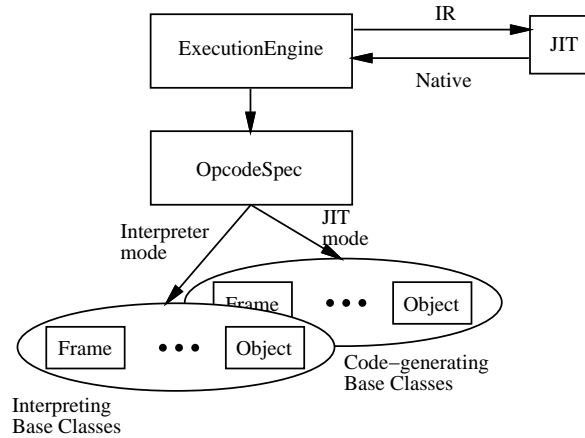 IR
ExecutionEngine
JIT
Native
OpcodeSpec
Interpreter
mode
JIT
mode
Frame
Object
Frame
Object
Code−generating
Base Classes
Interpreting
Base Classes